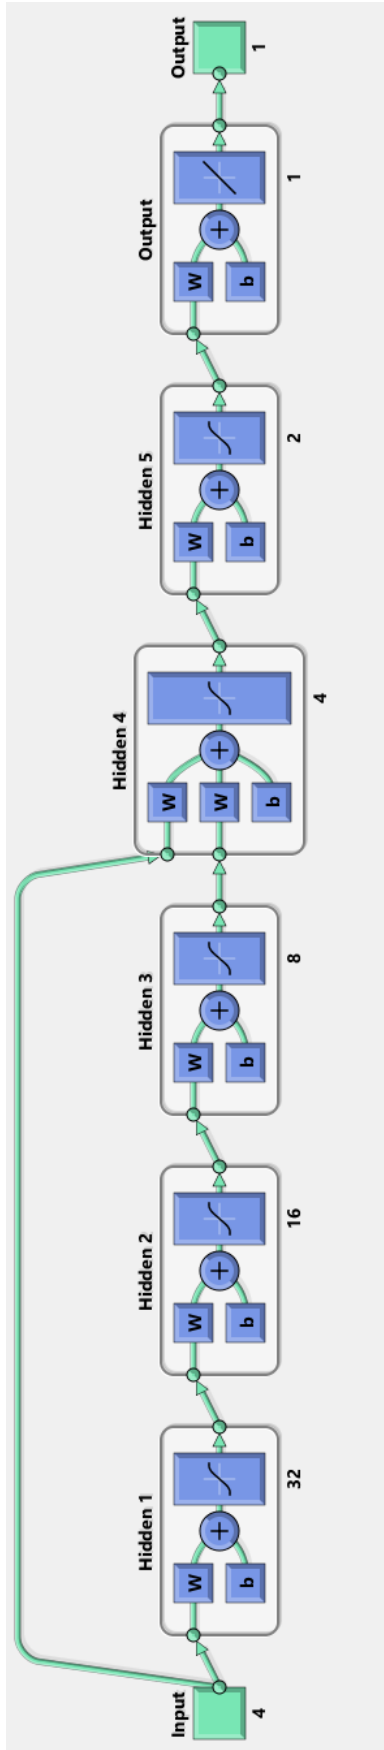 Input
4
Hidden 1
W
b
+
32
Hidden 2
W
b
+
16
Hidden 3
W
b
+
8
Hidden 4
W
W
b
+
4
Hidden 5
W
b
+
2
Output
W
b
+
1
Output
1